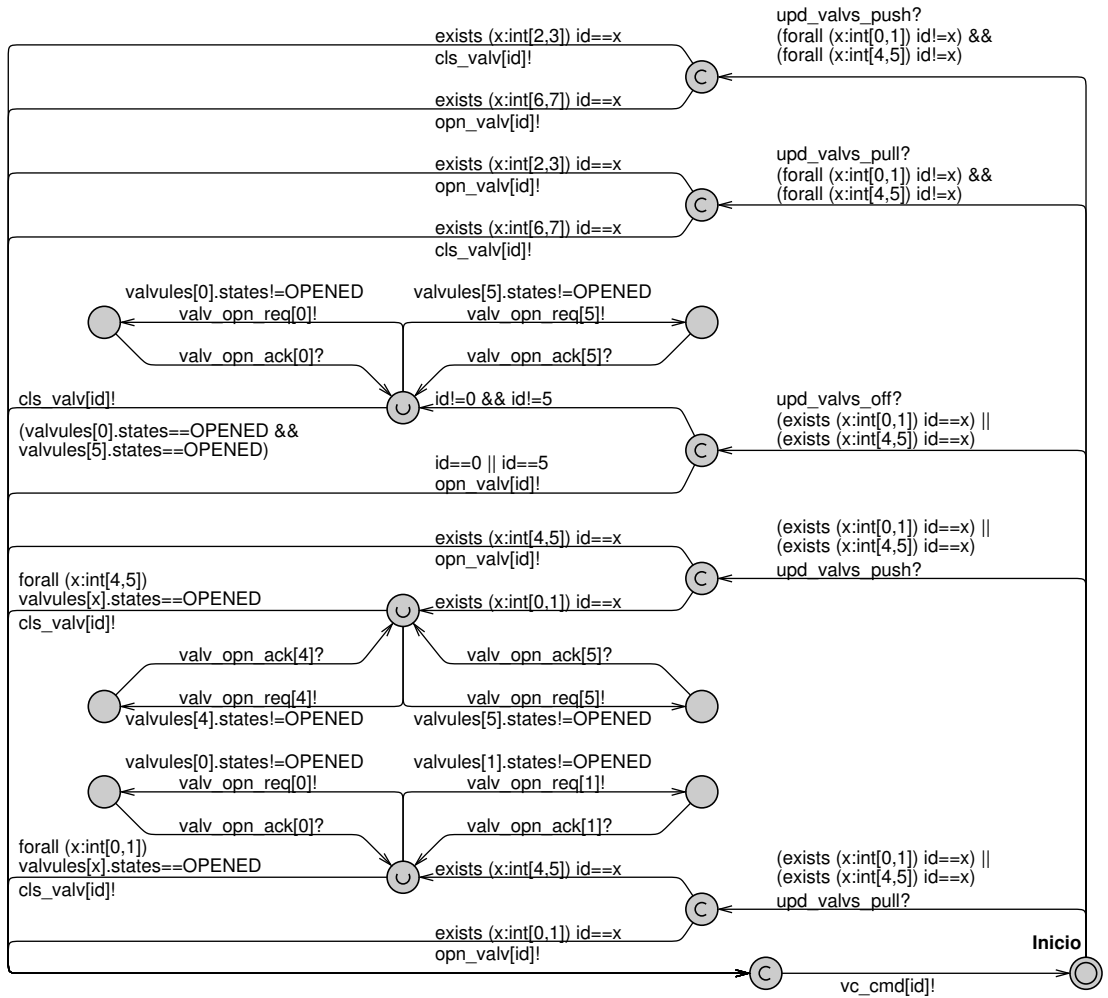 upd_valvs_push?
exists (x:int[2,3]) id==x
(forall (x:int[0,1]) id!=x) &&
cls_valv[id]!
(forall (x:int[4,5]) id!=x)
C
exists (x:int[6,7]) id==x
opn_valv[id]!
upd_valvs_pull?
exists (x:int[2,3]) id==x
(forall (x:int[0,1]) id!=x) &&
opn_valv[id]!
(forall (x:int[4,5]) id!=x)
C
exists (x:int[6,7]) id==x
cls_valv[id]!
valvules[0].states!=OPENED
valvules[5].states!=OPENED
valv_opn_req[0]!
valv_opn_req[5]!
valv_opn_ack[0]?
valv_opn_ack[5]?
cls_valv[id]!
id!=0 && id!=5
upd_valvs_off?
(exists (x:int[0,1]) id==x) ||
(exists (x:int[4,5]) id==x)
(valvules[0].states==OPENED &&
valvules[5].states==OPENED)
C
id==0 || id==5
opn_valv[id]!
(exists (x:int[0,1]) id==x) ||
exists (x:int[4,5]) id==x
(exists (x:int[4,5]) id==x)
opn_valv[id]!
upd_valvs_push?
C
forall (x:int[4,5])
valvules[x].states==OPENED
exists (x:int[0,1]) id==x
cls_valv[id]!
valv_opn_ack[4]?
valv_opn_ack[5]?
valv_opn_req[4]!
valv_opn_req[5]!
valvules[4].states!=OPENED
valvules[5].states!=OPENED
valvules[0].states!=OPENED
valvules[1].states!=OPENED
valv_opn_req[0]!
valv_opn_req[1]!
valv_opn_ack[0]?
valv_opn_ack[1]?
forall (x:int[0,1])
valvules[x].states==OPENED
exists (x:int[4,5]) id==x
cls_valv[id]!
(exists (x:int[0,1]) id==x) ||
(exists (x:int[4,5]) id==x)
upd_valvs_pull?
C
exists (x:int[0,1]) id==x
opn_valv[id]!
Inicio
C
vc_cmd[id]!